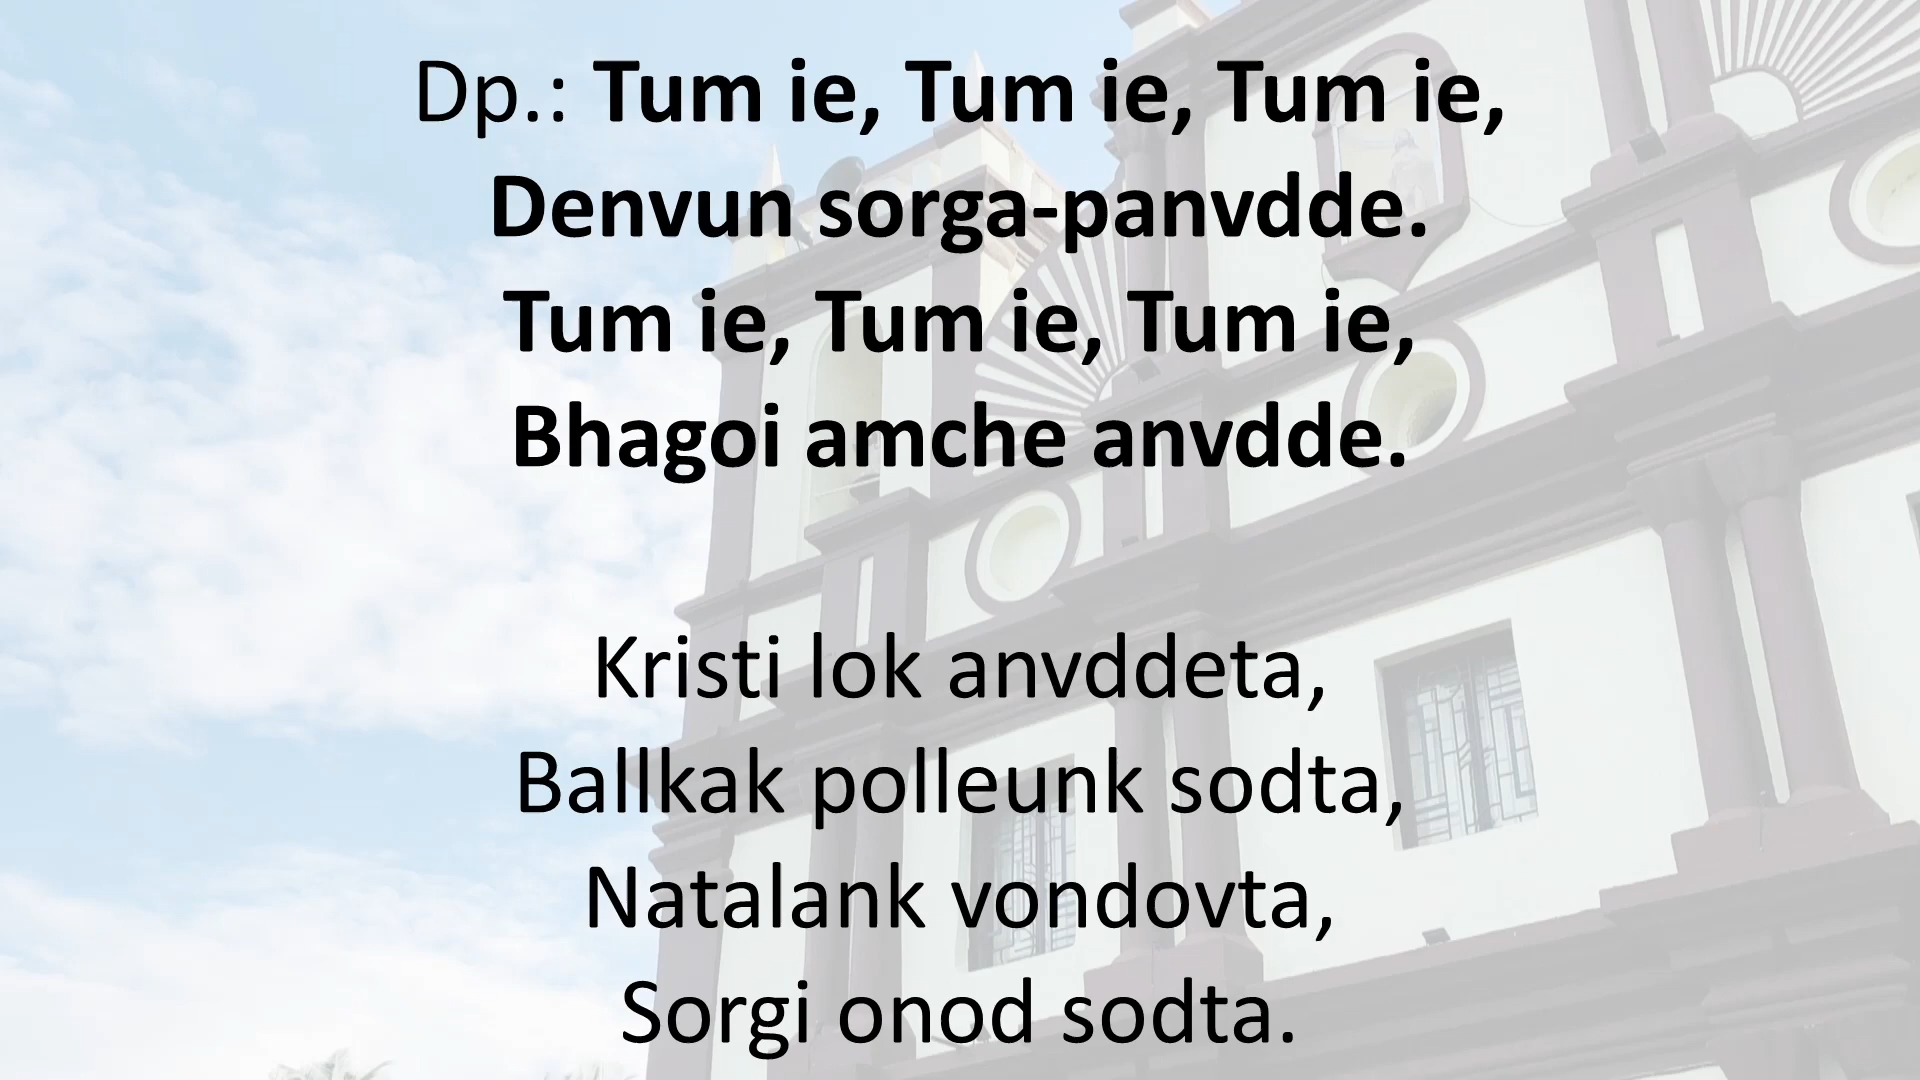 Dp.: Tum ie, Tum ie, Tum ie,
Denvun sorga-panvdde.
Tum ie, Tum ie, Tum ie,
Bhagoi amche anvdde.
Kristi lok anvddeta,
Ballkak polleunk sodta,
Natalank vondovta,
Sorgi onod sodta.